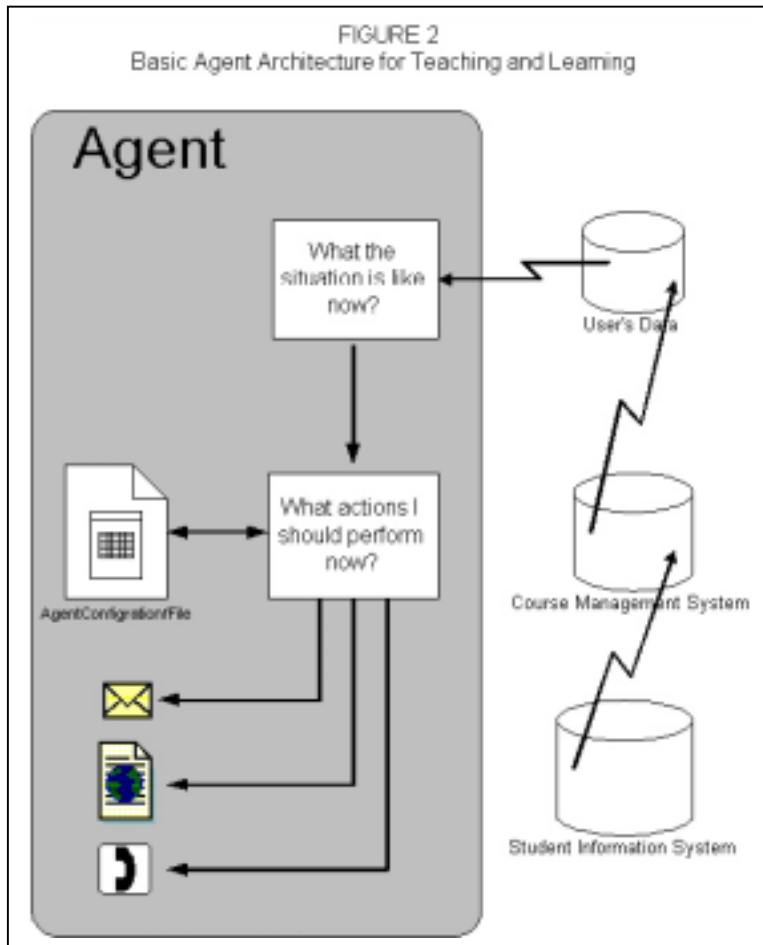 FIGURE 2
Basic Agent Architecture for Teaching and Learning
Agent
What the
situation is like
now?
User's Data
What actions I
should perform
now?
AgentConfigrationfFile
Course Management System
Student Information System